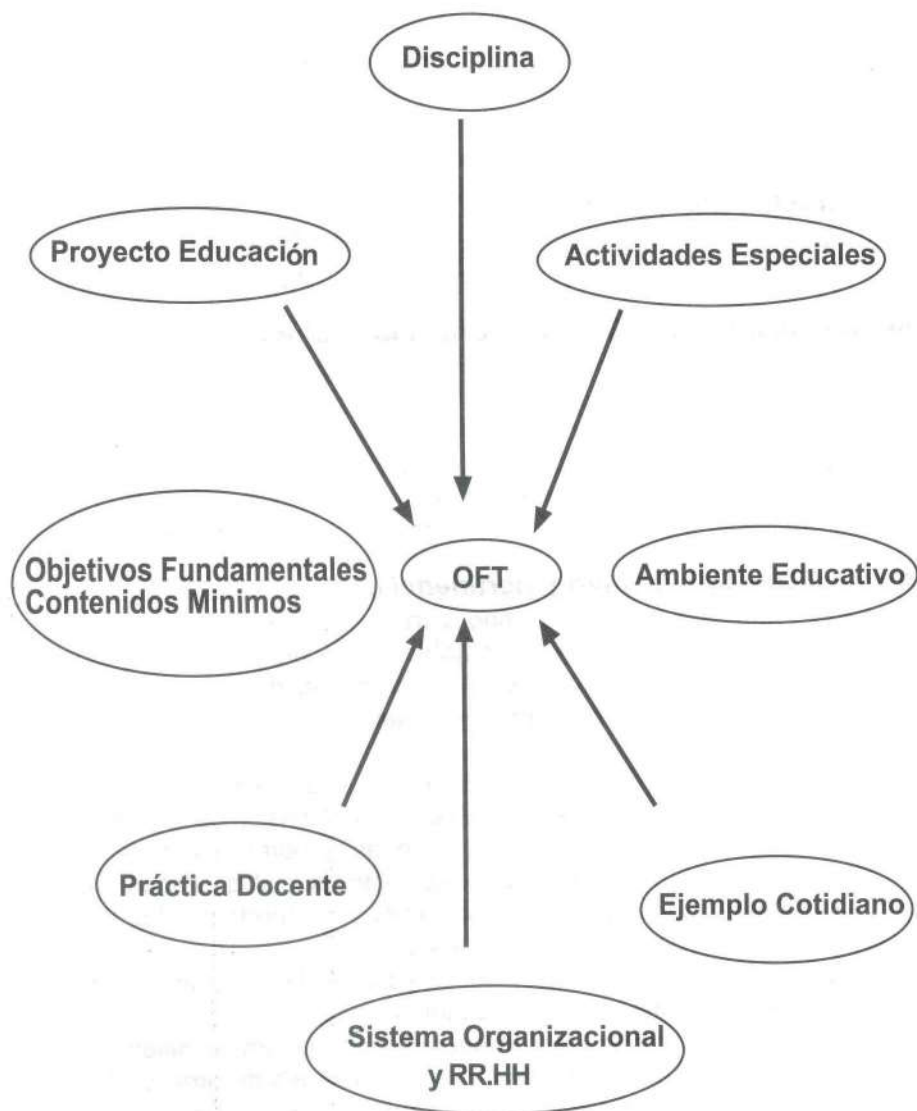 Disciplina
Proyecto Educación
Actividades Especiales
Objetivos Fundamentales
Contenidos Minimos
OFT
Ambiente Educativo
Práctica Docente
Ejemplo Cotidiano
Sistema Organizacional
y RR.HH